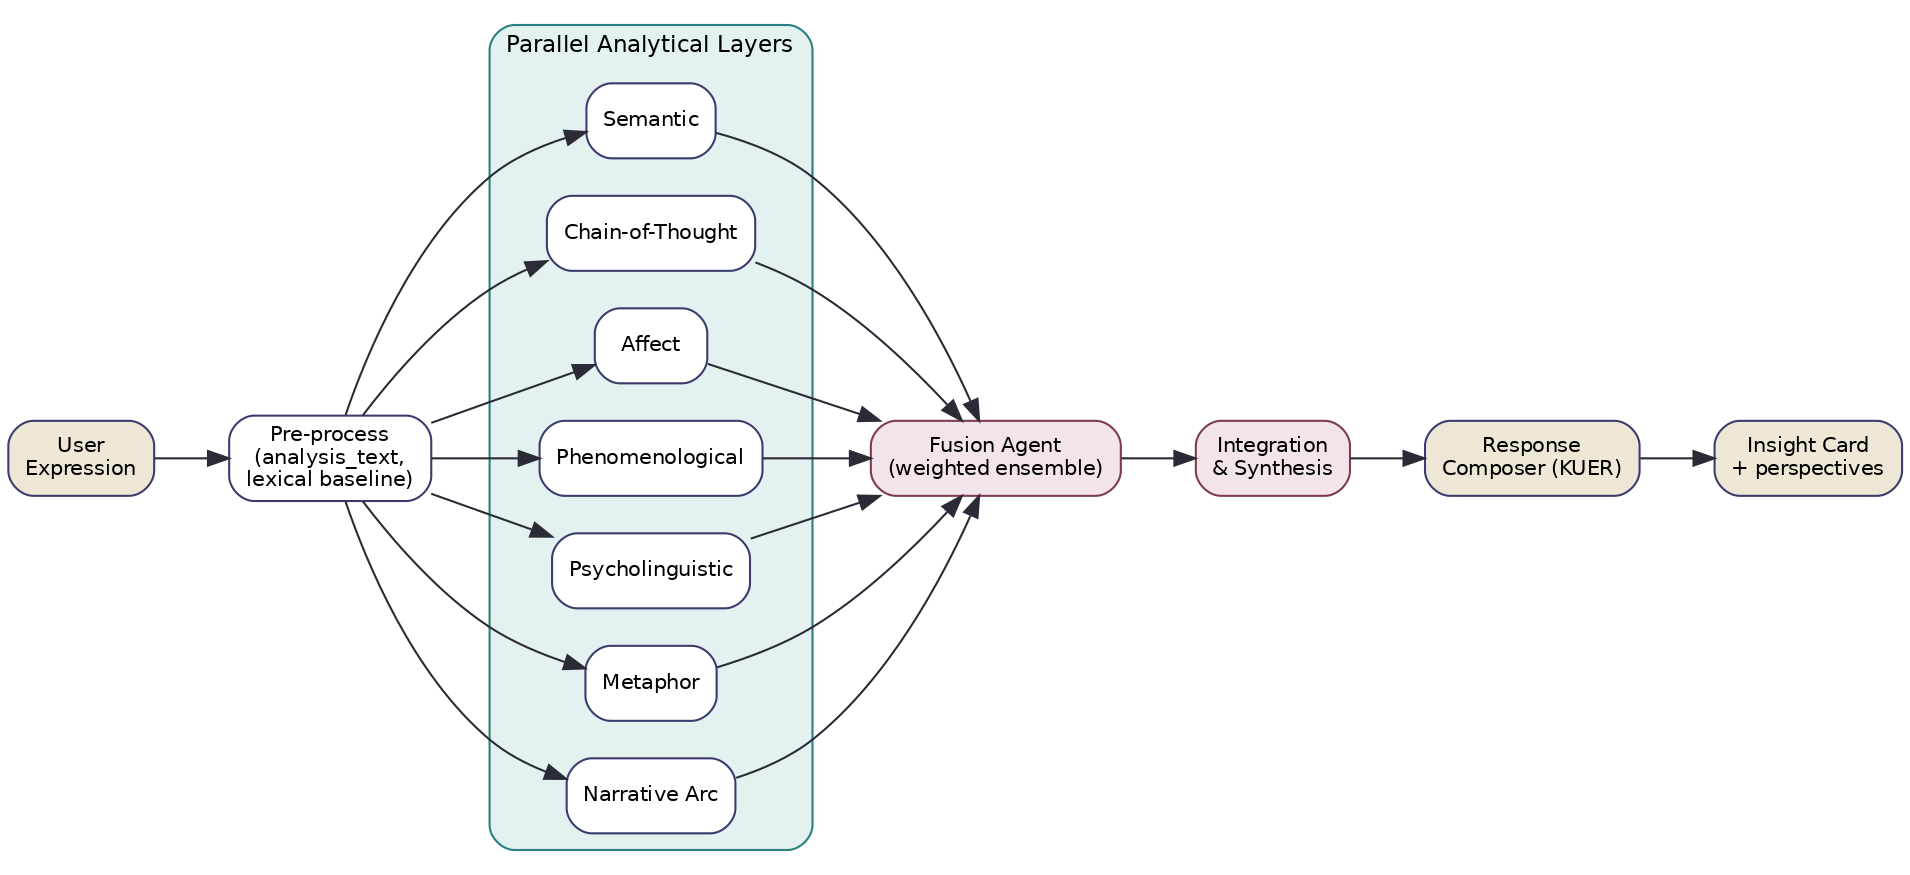 Parallel Analytical Layers
Semantic
Chain-of-Thought
Affect
Phenomenological
Psycholinguistic
Metaphor
Narrative Arc
User
Expression
Pre-process
(analysis_text,
lexical baseline)
Fusion Agent
(weighted ensemble)
Integration
& Synthesis
Response
Composer (KUER)
Insight Card
+ perspectives